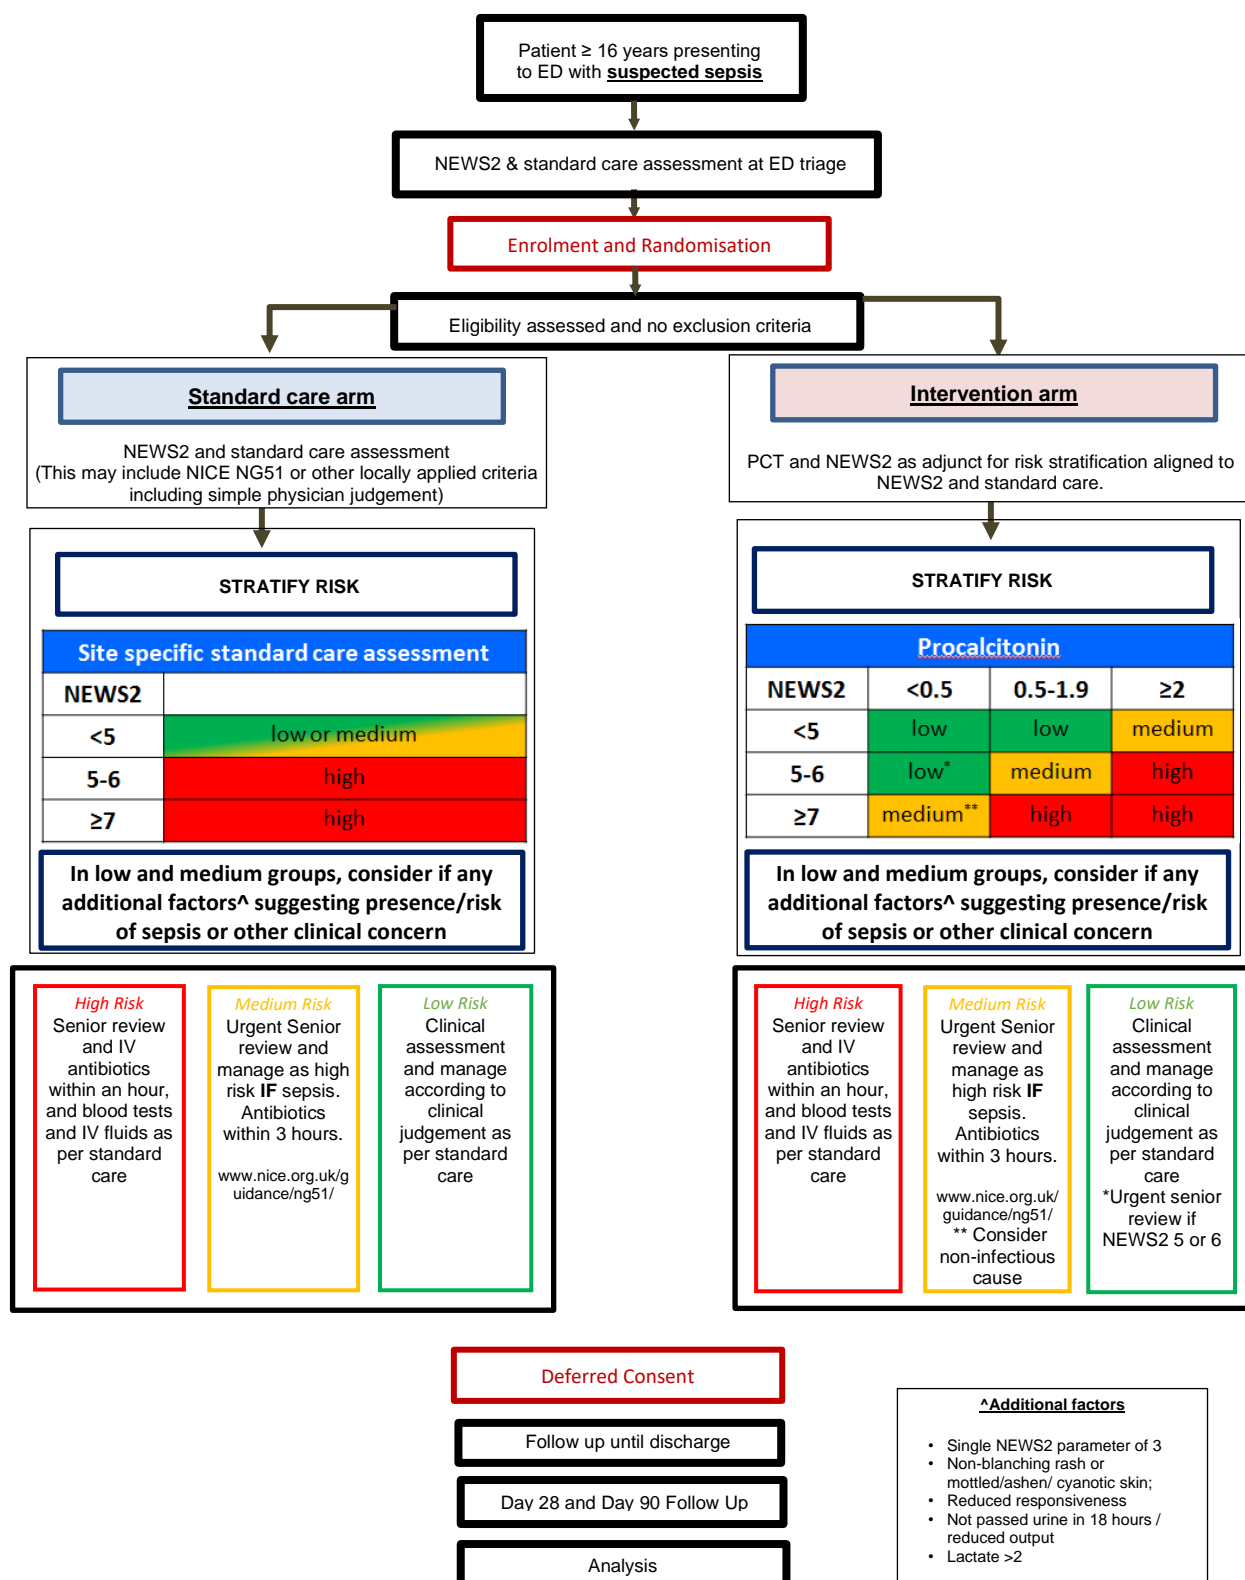 Patient ≥ 16 years presenting
to ED with suspected sepsis
NEWS2 & standard care assessment at ED triage
Enrolment and Randomisation
Eligibility assessed and no exclusion criteria
Standard care arm
NEWS2 and standard care assessment
(This may include NICE NG51 or other locally applied criteria
including simple physician judgement)
STRATIFY RISK
Site specific standard care assessment
NEWS2
<5 low or medium
5-6 high
≥7 high
In low and medium groups, consider if any
additional factors^ suggesting presence/risk
of sepsis or other clinical concern
High Risk
Senior review
and IV
antibiotics
within an hour,
and blood tests
and IV fluids as
per standard
care
Medium Risk
Urgent Senior
review and
manage as high
risk IF sepsis.
Antibiotics
within 3 hours.
www.nice.org.uk/g
uidance/ng51/
Low Risk
Clinical
assessment
and manage
according to
clinical
judgement as
per standard
care
Intervention arm
PCT and NEWS2 as adjunct for risk stratification aligned to
NEWS2 and standard care.
STRATIFY RISK
Procalcitonin
NEWS2 <0.5 0.5-1.9 ≥2
<5 low low medium
5-6 low* medium high
≥7 medium** high high
In low and medium groups, consider if any
additional factors^ suggesting presence/risk
of sepsis or other clinical concern
High Risk
Senior review
and IV
antibiotics
within an hour,
and blood tests
and IV fluids as
per standard
care
Medium Risk
Urgent Senior
review and
manage as
high risk IF
sepsis.
Antibiotics
within 3 hours.
www.nice.org.uk/
guidance/ng51/
** Consider
non-infectious
cause
Low Risk
Clinical
assessment
and manage
according to
clinical
judgement as
per standard
care
*Urgent senior
review if
NEWS2 5 or 6
Deferred Consent
Follow up until discharge
Day 28 and Day 90 Follow Up
Analysis
^Additional factors
• Single NEWS2 parameter of 3
• Non-blanching rash or
mottled/ashen/ cyanotic skin;
• Reduced responsiveness
• Not passed urine in 18 hours /
reduced output
• Lactate >2